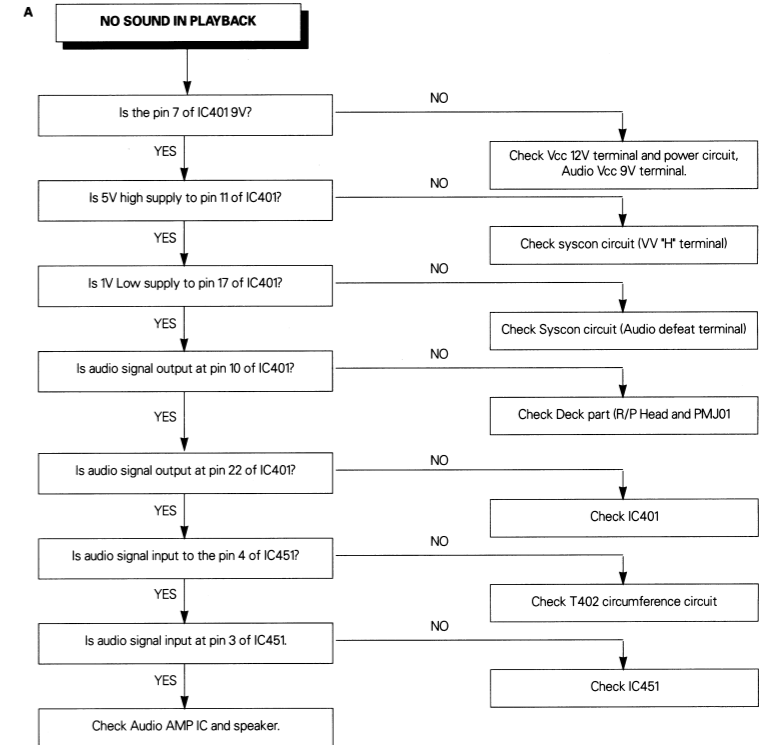 A
NO SOUND IN PLAYBACK
Is the pin 7 of IC401 9V?
NO
Check Vcc 12V terminal and power circuit,
Audio Vcc 9V terminal.
YES
Is 5V high supply to pin 11 of IC401?
NO
Check syscon circuit (VV "H" terminal)
YES
Is 1V Low supply to pin 17 of IC401?
NO
Check Syscon circuit (Audio defeat terminal)
YES
Is audio signal output at pin 10 of IC401?
NO
Check Deck part (R/P Head and PMJ01
YES
Is audio signal output at pin 22 of IC401?
NO
Check IC401
YES
Is audio signal input to the pin 4 of IC451?
NO
Check T402 circumference circuit
YES
Is audio signal input at pin 3 of IC451.
NO
Check IC451
YES
Check Audio AMP IC and speaker.